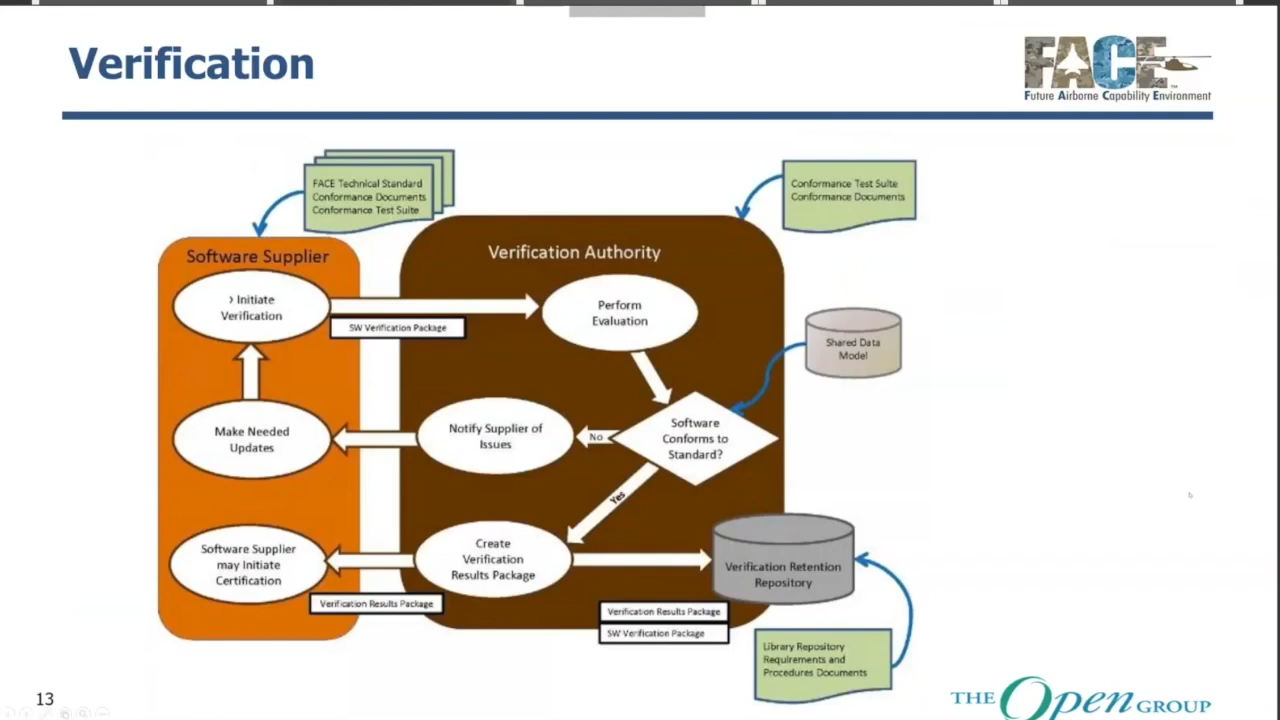 Verification
FACE
Future Airborne Capability Environment
FACE Technical Standard
Conformance Documents
Conformance Test Suite
Conformance Test Suite
Conformance Documents
Software Supplier
Verification Authority
› Initiate
Verification
SW Verification Package
Perform
Evaluation
Shared Data
Model
Make Needed
Updates
Notify Supplier of
Issues
No
Software
Conforms to
Standard?
Yes
Software Supplier
may Initiate
Certification
Create
Verification
Results Package
Verification Retention
Repository
Verification Results Package
Verification Results Package
SW Verification Package
Library Repository
Requirements and
Procedures Documents
13
THE Open GROUP